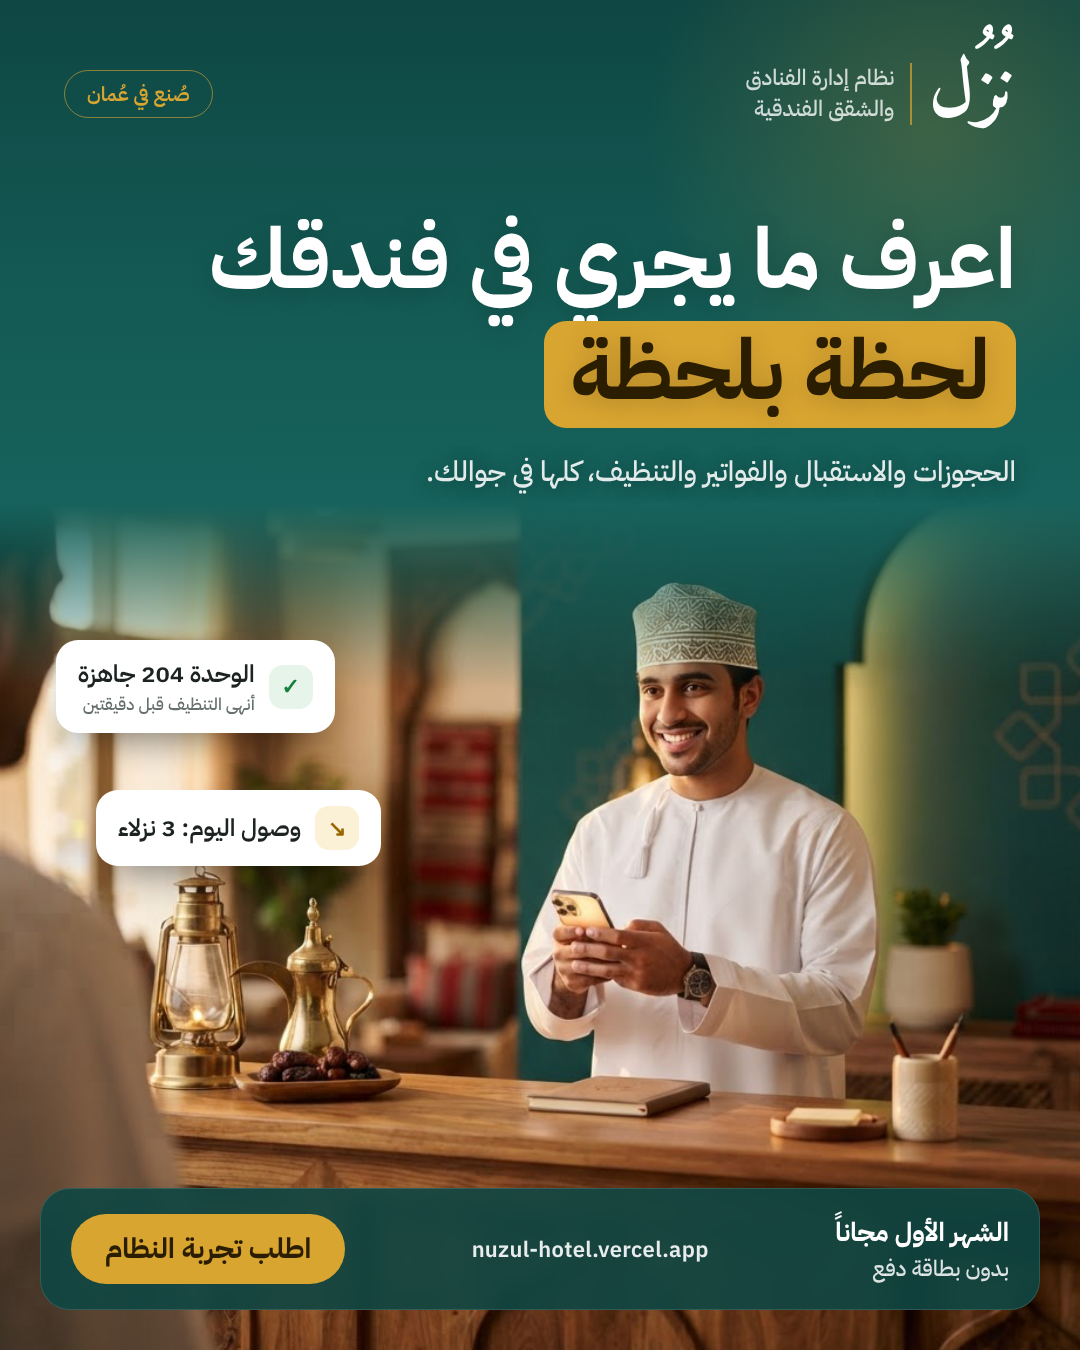 نُزُل
نظام إدارة الفنادق
والشقق الفندقية
صُنع في عُمان
اعرف ما يجري في فندقك
لحظة بلحظة
الحجوزات والاستقبال والفواتير والتنظيف، كلها في جوالك.
الوحدة 204 جاهزة
أنهى التنظيف قبل دقيقتين
وصول اليوم: 3 نزلاء
الشهر الأول مجاناً
بدون بطاقة دفع
nuzul-hotel.vercel.app
اطلب تجربة النظام